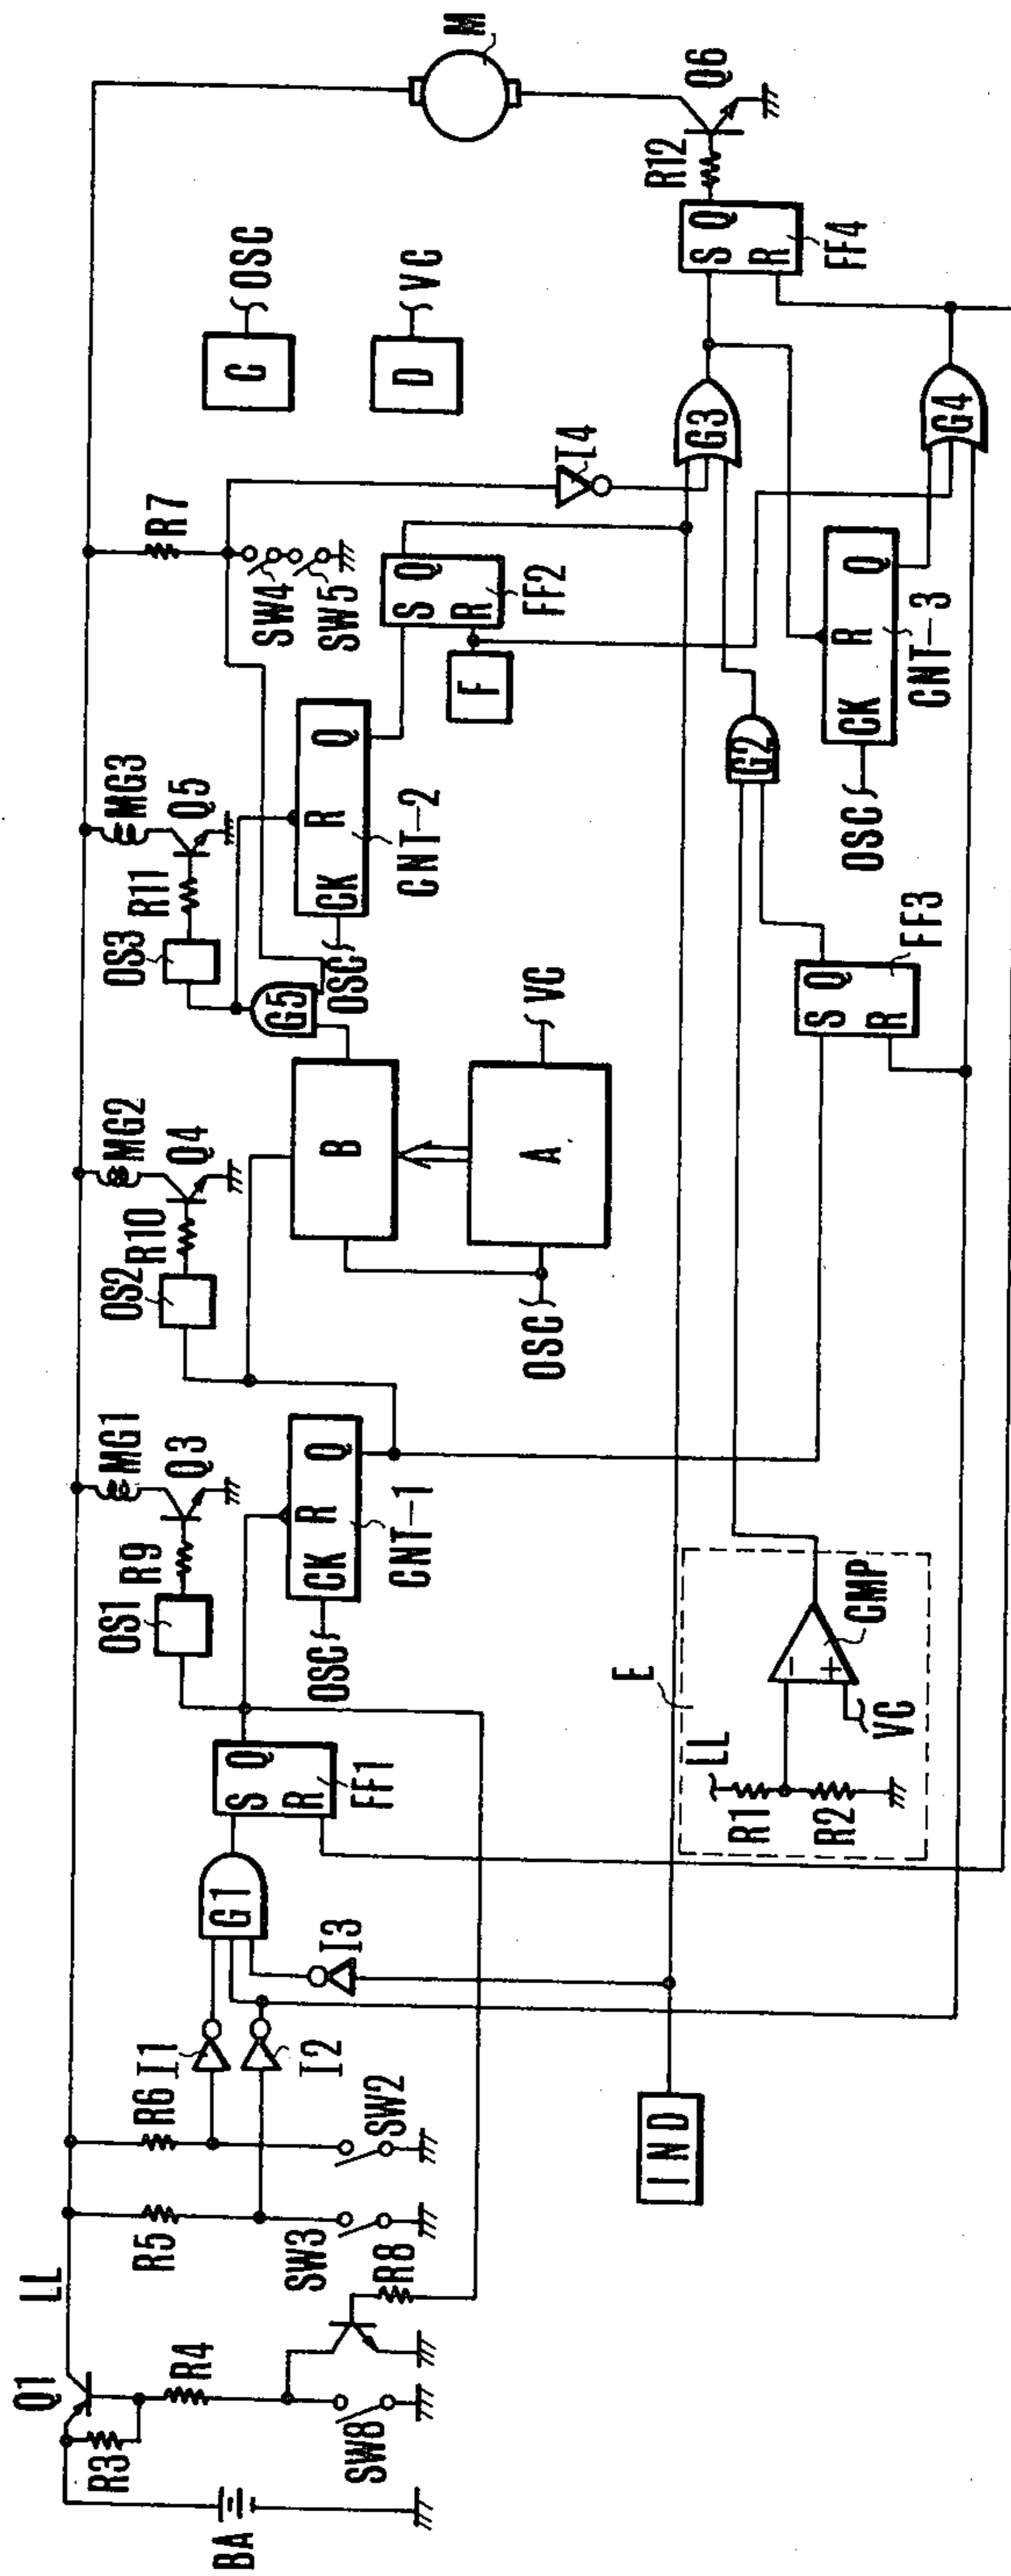 Q1
LL
R3
BA
R4
SW8
R8
R5
SW3
R6
SW2
I1
I2
I3
G1
IND
S Q
R
FF1
OS1
R9
MG1
Q3
OSC
CK R Q
CNT-1
E
LL
R1
R2
VC
- +
CMP
OS2
R10
MG2
Q4
B
A
OSC
VC
G5
OS3
R11
MG3
Q5
OSC
CK R Q
CNT-2
F
S Q
R
FF2
R7
SW4
SW5
I4
C
OSC
D
VC
S Q
R
FF3
G2
G3
OSC
CK R Q
CNT-3
G4
S Q
R
FF4
R12
Q6
M